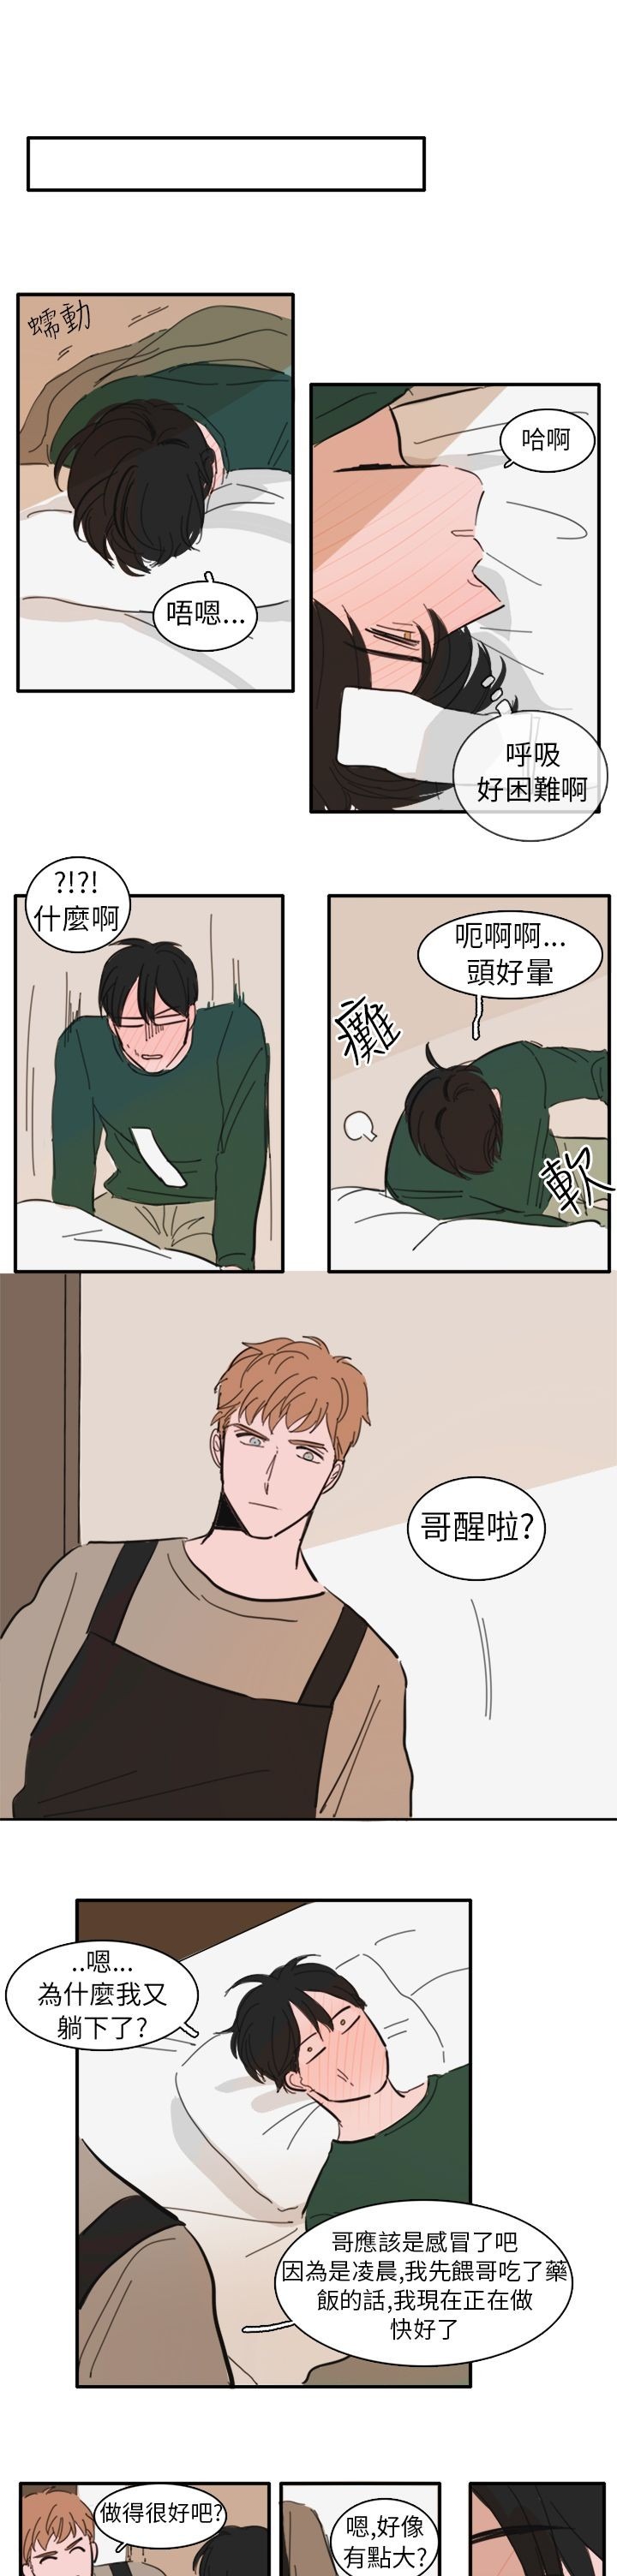 蠕動
唔嗯...
哈啊
呼吸
好困難啊
?!?!
什麼啊
呃啊啊...
頭好暈
癱
軟
哥醒啦?
..嗯...
為什麼我又
躺下了?
哥應該是感冒了吧
因為是凌晨,我先餵哥吃了藥
飯的話,我現在正在做
快好了
做得很好吧?
嗯,好像
有點大?